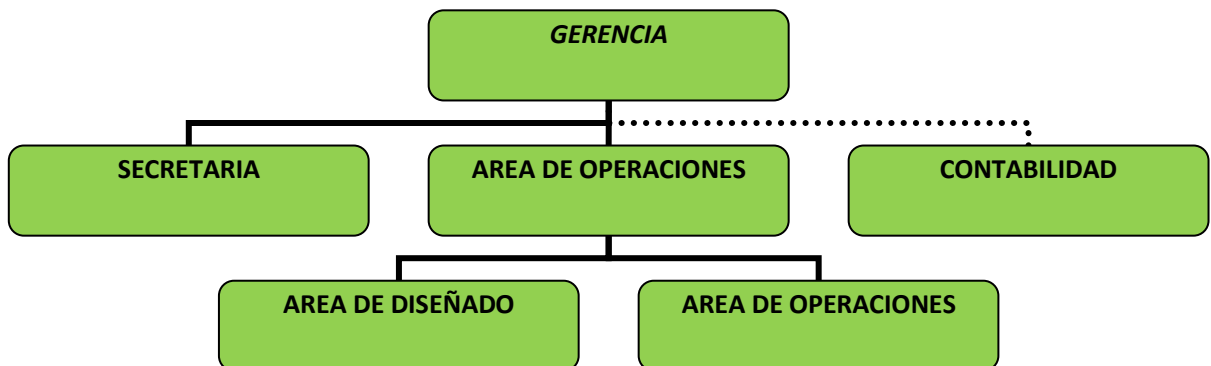 GERENCIA
SECRETARIA
AREA DE OPERACIONES
CONTABILIDAD
AREA DE DISEÑADO
AREA DE OPERACIONES